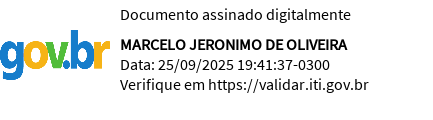 Documento assinado digitalmente
gov.br
MARCELO JERONIMO DE OLIVEIRA
Data: 25/09/2025 19:41:37-0300
Verifique em https://validar.iti.gov.br